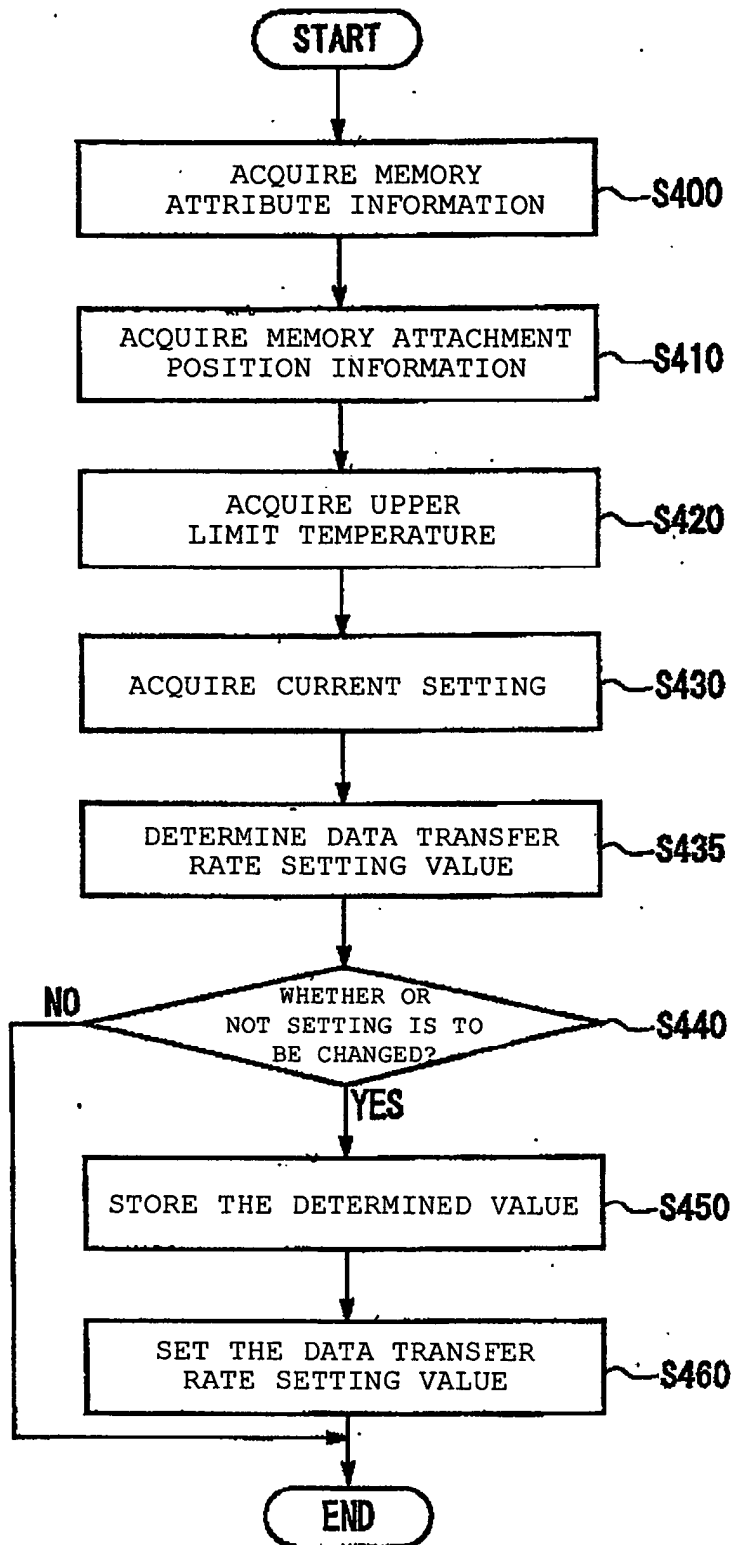 START
ACQUIRE MEMORY
ATTRIBUTE INFORMATION
S400
ACQUIRE MEMORY ATTACHMENT
POSITION INFORMATION
S410
ACQUIRE UPPER
LIMIT TEMPERATURE
S420
ACQUIRE CURRENT SETTING
S430
DETERMINE DATA TRANSFER
RATE SETTING VALUE
S435
NO
WHETHER OR
NOT SETTING IS TO
BE CHANGED?
S440
YES
STORE THE DETERMINED VALUE
S450
SET THE DATA TRANSFER
RATE SETTING VALUE
S460
END